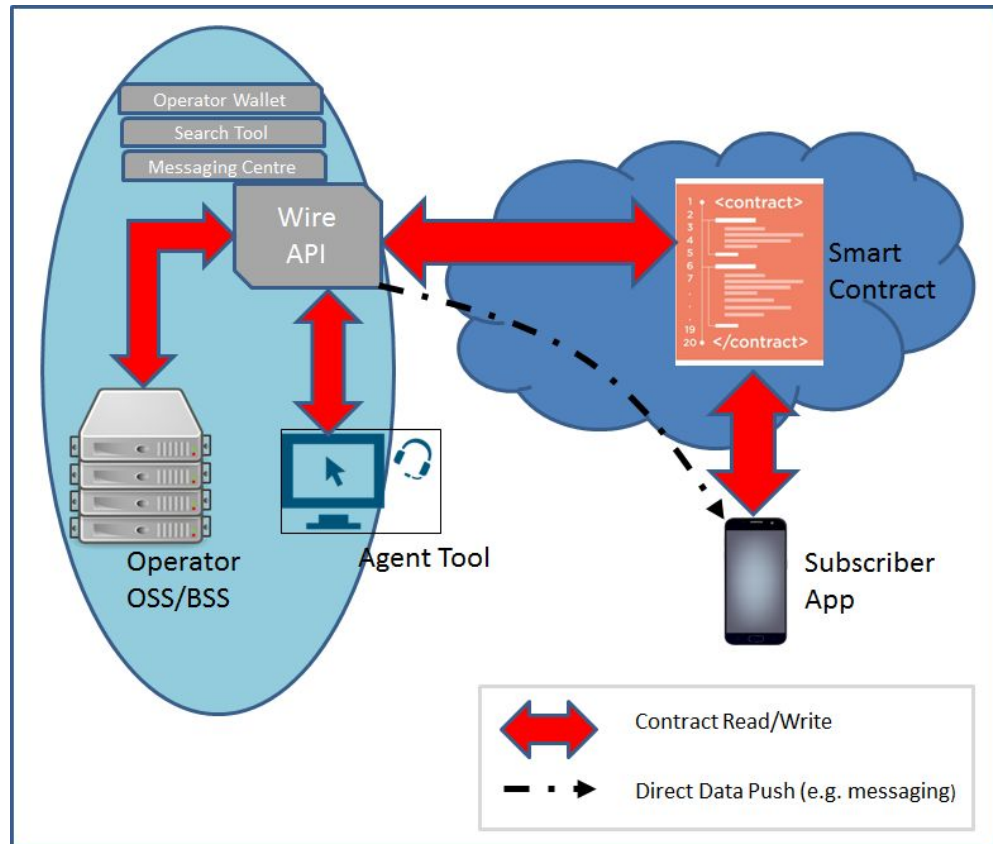 Operator Wallet
Search Tool
Messaging Centre
Wire
API
1 <contract>
2
3
4
5
6
7
.
.
.
19
20 </contract>
Smart
Contract
Operator
OSS/BSS
Agent Tool
Subscriber
App
Contract Read/Write
Direct Data Push (e.g. messaging)